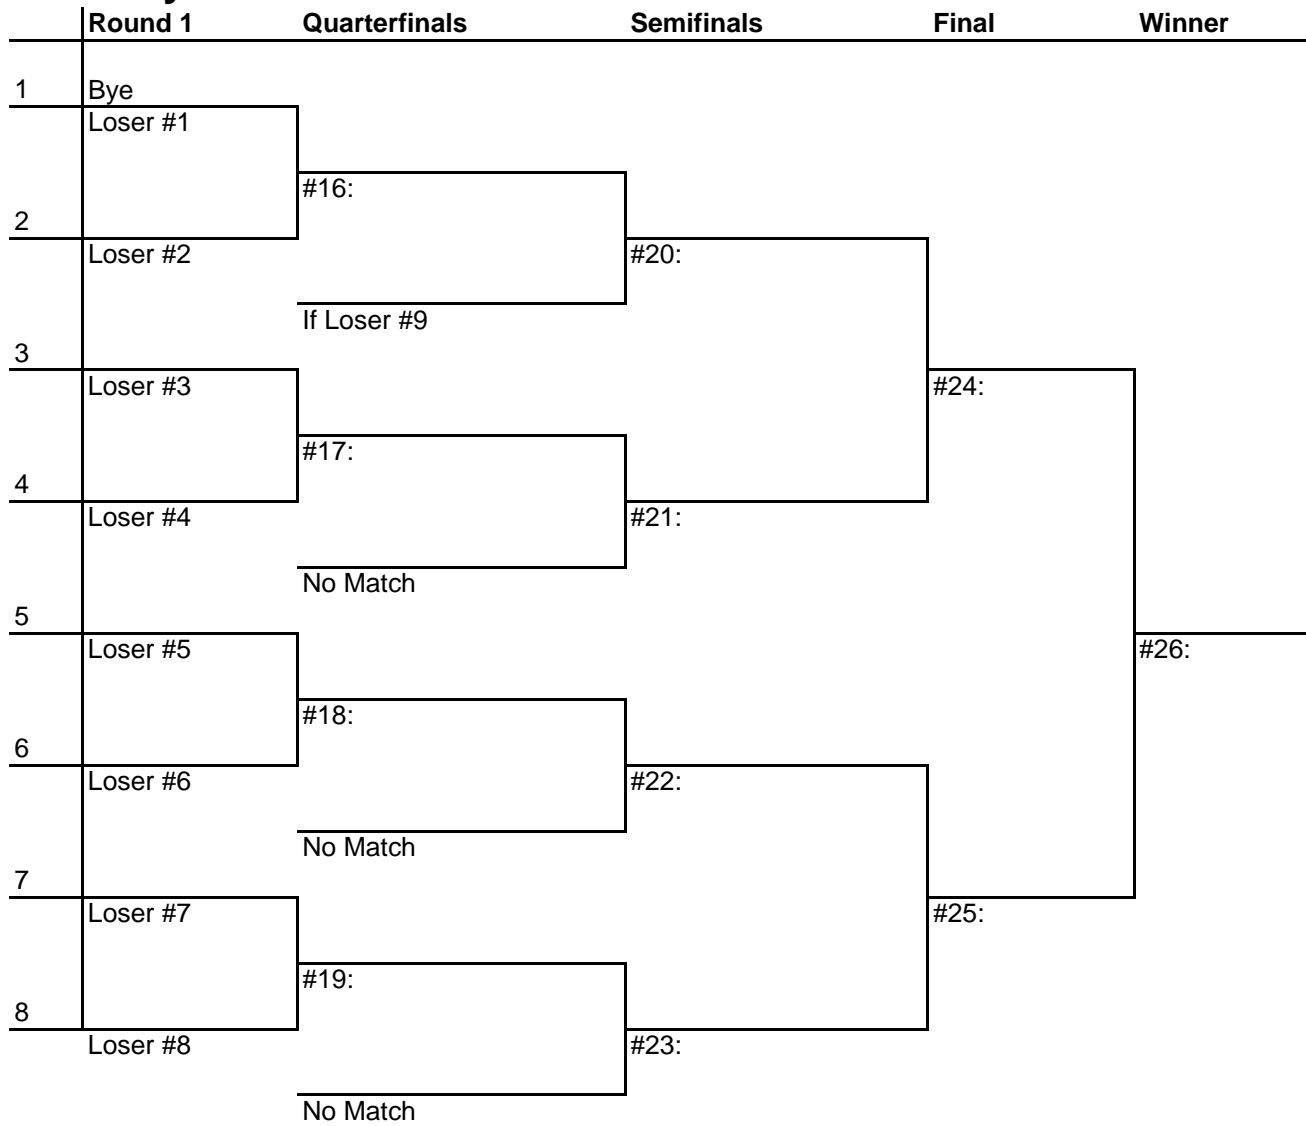 Round 1 Quarterfinals Semifinals Final Winner
1 Bye
Loser #1
#16:
2
Loser #2 #20:
If Loser #9
3
Loser #3 #24:
#17:
4
Loser #4 #21:
No Match
5
Loser #5 #26:
#18:
6
Loser #6 #22:
No Match
7
Loser #7 #25:
#19:
8
Loser #8 #23:
No Match